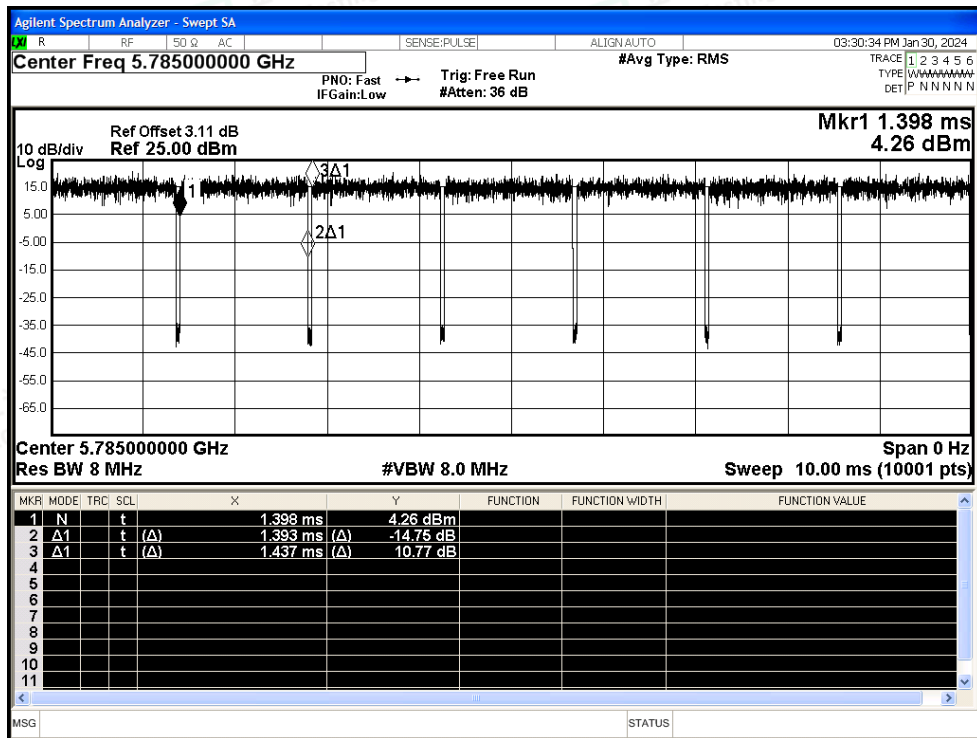 Agilent Spectrum Analyzer - Swept SA
LXI R RF 50 Ω AC SENSE:PULSE ALIGN AUTO 03:30:34 PM Jan 30, 2024
Center Freq 5.785000000 GHz #Avg Type: RMS TRACE 1 2 3 4 5 6
PNO: Fast Trig: Free Run TYPE WWWWWW
IFGain:Low #Atten: 36 dB DET P N N N N N
Mkr1 1.398 ms
Ref Offset 3.11 dB
10 dB/div Ref 25.00 dBm 4.26 dBm
Log
3Δ1
15.0
1
5.00
2Δ1
-5.00
-15.0
-25.0
-35.0
-45.0
-55.0
-65.0
Center 5.785000000 GHz Span 0 Hz
Res BW 8 MHz #VBW 8.0 MHz Sweep 10.00 ms (10001 pts)
MKR MODE TRC SCL X Y FUNCTION FUNCTION WIDTH FUNCTION VALUE
1 N t 1.398 ms 4.26 dBm
2 Δ1 t (Δ) 1.393 ms (Δ) -14.75 dB
3 Δ1 t (Δ) 1.437 ms (Δ) 10.77 dB
4
5
6
7
8
9
10
11
MSG STATUS